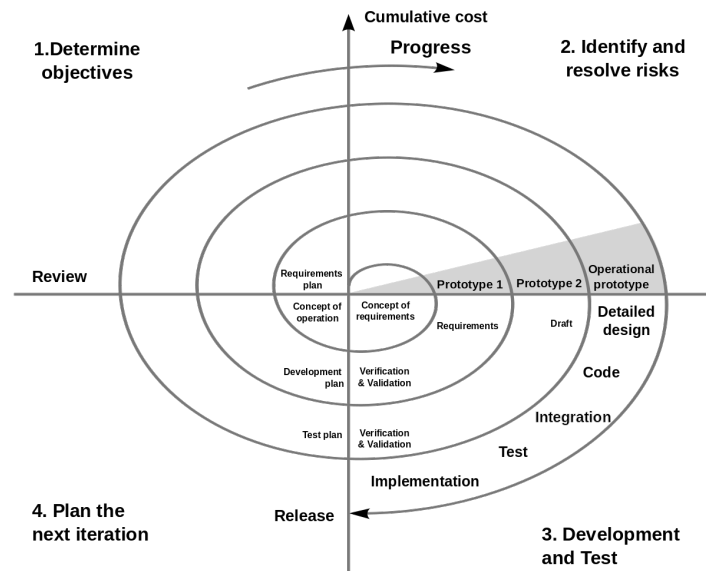 Cumulative cost
Progress
1.Determine
objectives
2. Identify and
resolve risks
Review
Requirements
plan
Prototype 1
Prototype 2
Operational
prototype
Concept of
operation
Concept of
requirements
Requirements
Draft
Detailed
design
Development
plan
Verification
& Validation
Code
Integration
Test plan
Verification
& Validation
Test
Implementation
Release
4. Plan the
next iteration
3. Development
and Test